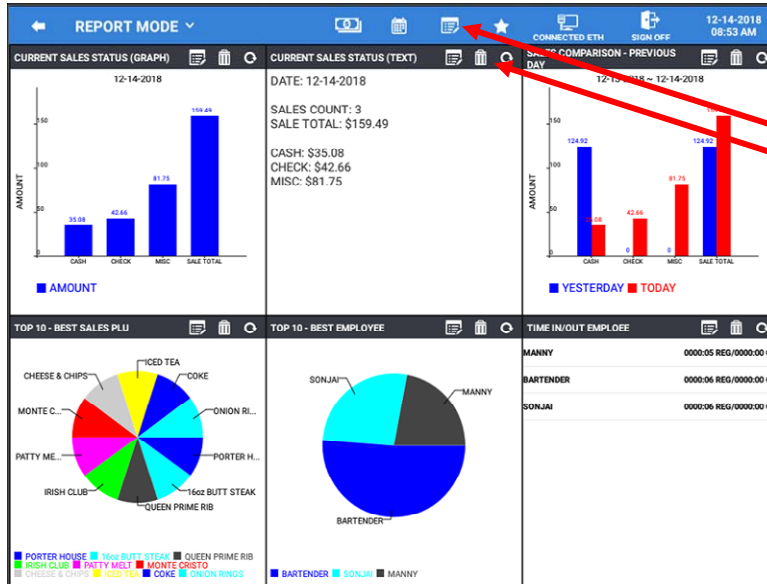 REPORT MODE
CONNECTED ETH
SIGN OFF
12-14-2018
08:53 AM
CURRENT SALES STATUS (GRAPH)
12-14-2018
AMOUNT
150
100
50
0
35.08
42.66
81.75
159.49
CASH
CHECK
MISC
SALE TOTAL
AMOUNT
CURRENT SALES STATUS (TEXT)
DATE: 12-14-2018
SALES COUNT: 3
SALE TOTAL: $159.49
CASH: $35.08
CHECK: $42.66
MISC: $81.75
SALES COMPARISON - PREVIOUS
DAY
12-13-2018 ~ 12-14-2018
AMOUNT
150
100
50
0
124.92
42.66
0
81.75
0
124.92
CASH
CHECK
MISC
SALE TOTAL
YESTERDAY TODAY
TOP 10 - BEST SALES PLU
ICED TEA
CHEESE & CHIPS
COKE
MONTE C...
ONION RI...
PATTY ME...
PORTER H...
IRISH CLUB
16oz BUTT STEAK
QUEEN PRIME RIB
PORTER HOUSE 16oz BUTT STEAK QUEEN PRIME RIB
IRISH CLUB PATTY MELT MONTE CRISTO
CHEESE & CHIPS ICED TEA COKE ONION RINGS
TOP 10 - BEST EMPLOYEE
SONJAI
MANNY
BARTENDER
BARTENDER SONJAI MANNY
TIME IN/OUT EMPLOEE
MANNY 0000:05 REG/0000:00
BARTENDER 0000:06 REG/0000:00
SONJAI 0000:06 REG/0000:00